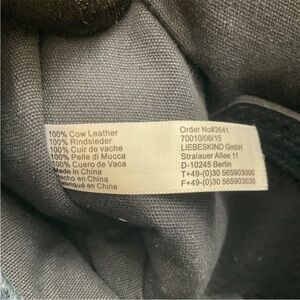 100% Cow Leather
100% Rindsleder
100% Cuir de vache
100% Pelle di Mucca
100% Cuero de Vaca
Made in China
Hecho en China
Fabriqué en China
Order No#2641
70010/06/15
LIEBESKIND GmbH
Stralauer Allee 11
D-10245 Berlin
T+49-(0)30 565903000
F+49-(0)30 565903030